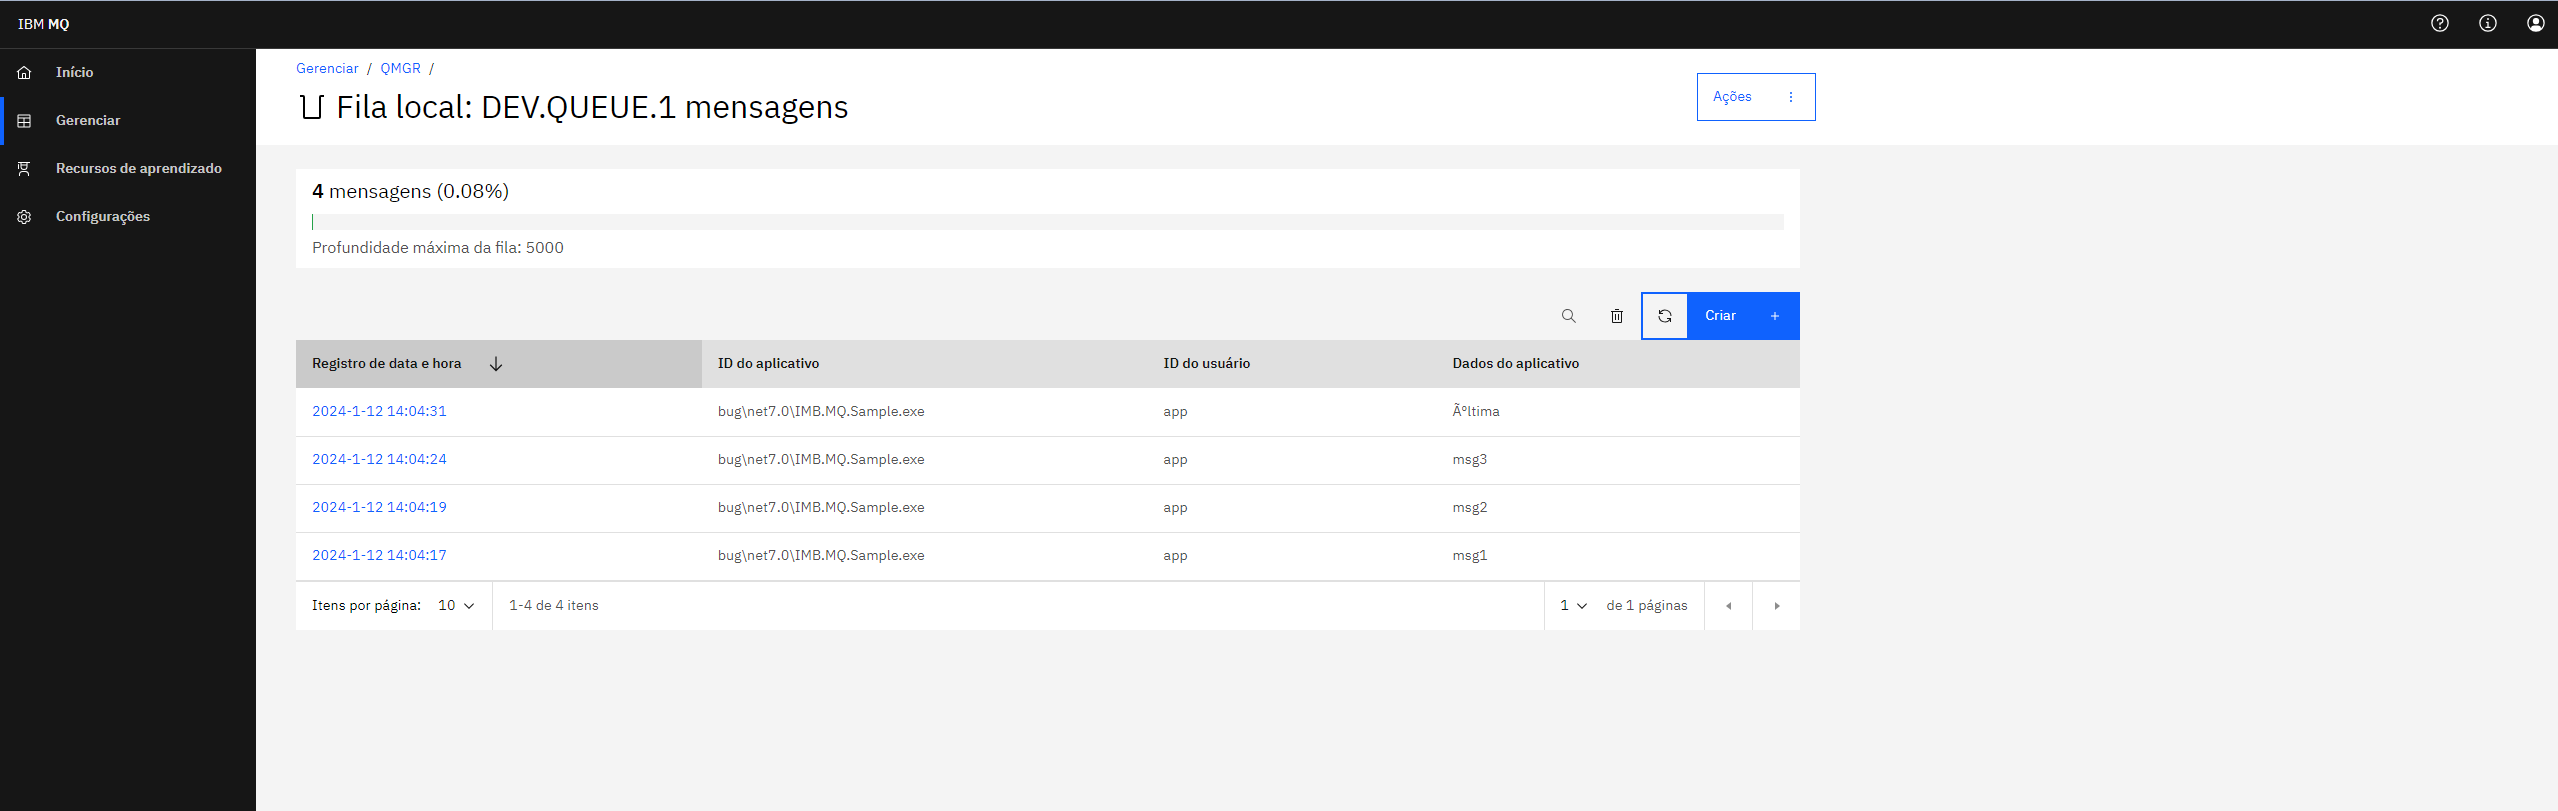 IBM MQ
Início
Gerenciar
Recursos de aprendizado
Configurações
Gerenciar / QMGR /
Fila local: DEV.QUEUE.1 mensagens
Ações
4 mensagens (0.08%)
Profundidade máxima da fila: 5000
Criar +
Registro de data e hora ID do aplicativo ID do usuário Dados do aplicativo
2024-1-12 14:04:31 bug\net7.0\IMB.MQ.Sample.exe app Ãºltima
2024-1-12 14:04:24 bug\net7.0\IMB.MQ.Sample.exe app msg3
2024-1-12 14:04:19 bug\net7.0\IMB.MQ.Sample.exe app msg2
2024-1-12 14:04:17 bug\net7.0\IMB.MQ.Sample.exe app msg1
Itens por página: 10 1-4 de 4 itens 1 de 1 páginas